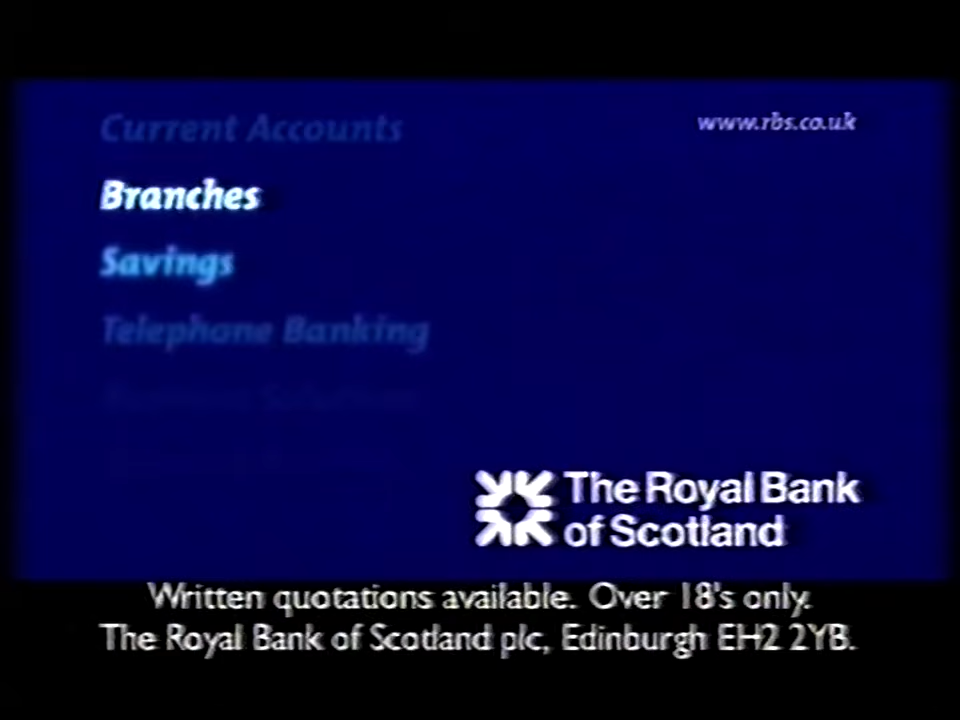 Current Accounts
www.rbs.co.uk
Branches
Savings
Telephone Banking
The Royal Bank
of Scotland
Written quotations available. Over 18's only.
The Royal Bank of Scotland plc, Edinburgh EH2 2YB.